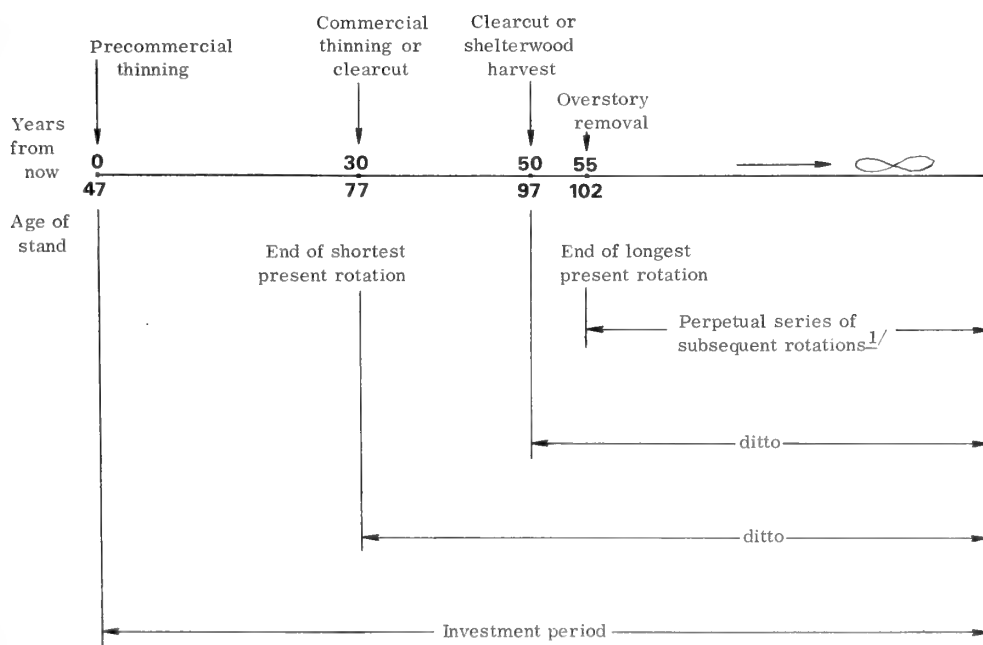 Precommercial
thinning
Commercial
thinning or
clearcut
Clearcut or
shelterwood
harvest
Overstory
removal
Years
from
now
0 30 50 55 ∞
47 77 97 102
Age of
stand
End of shortest
present rotation
End of longest
present rotation
Perpetual series of
subsequent rotations 1/
ditto
ditto
Investment period